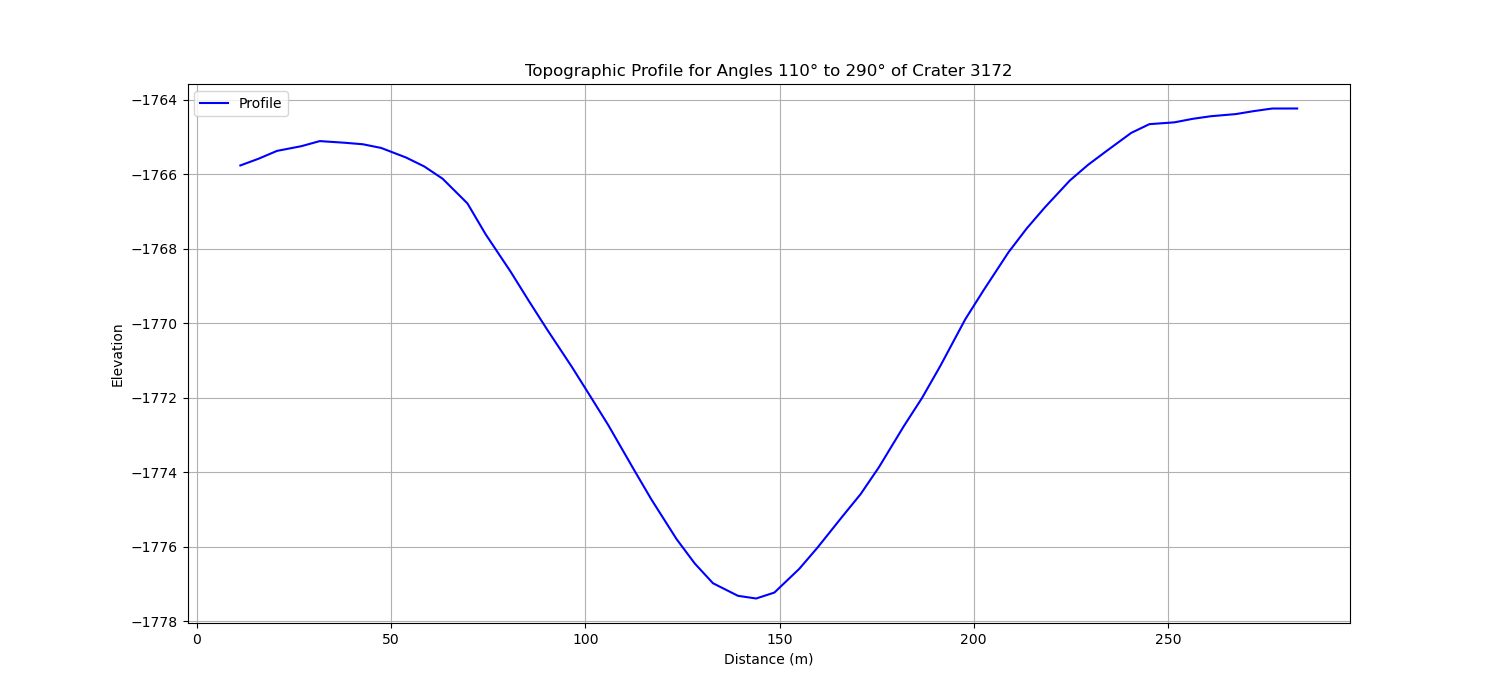 Topographic Profile for Angles 110° to 290° of Crater 3172
Profile
−1764
−1766
−1768
−1770
−1772
−1774
−1776
−1778
Elevation
0 50 100 150 200 250
Distance (m)